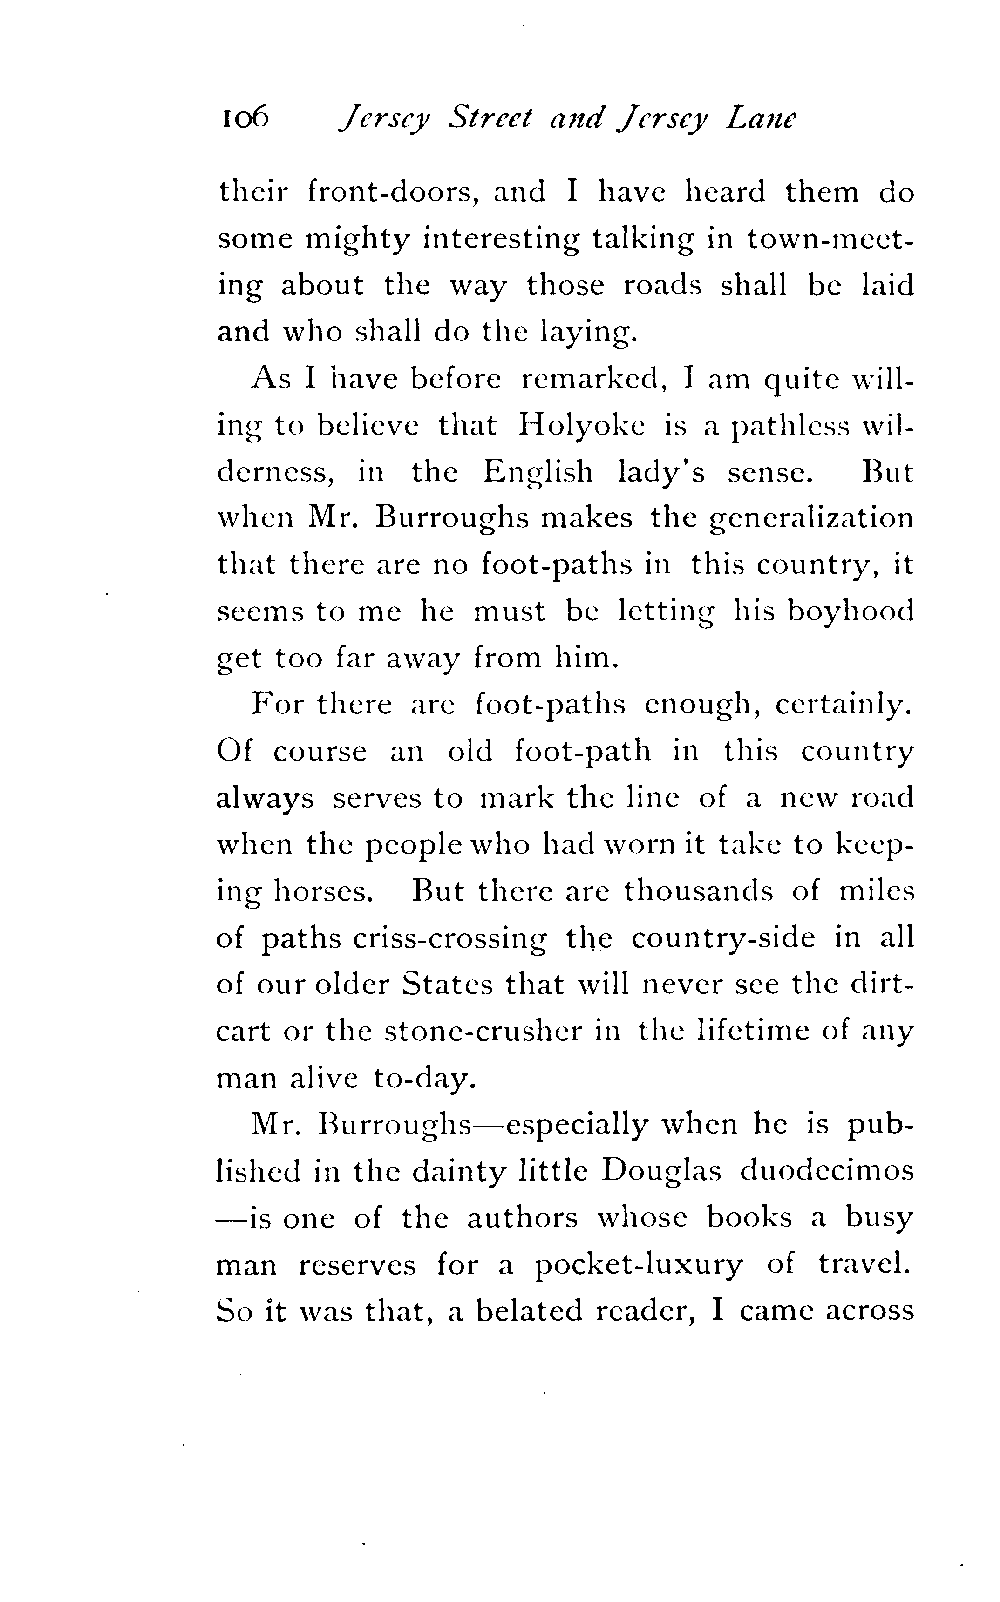 106 Jersey Street and Jersey Lane
their front-doors, and I have heard them do
some mighty interesting talking in town-meet-
ing about the way those roads shall be laid
and who shall do the laying.
As I have before remarked, I am quite will-
ing to believe that Holyoke is a pathless wil-
derness, in the English lady's sense. But
when Mr. Burroughs makes the generalization
that there are no foot-paths in this country, it
seems to me he must be letting his boyhood
get too far away from him.
For there are foot-paths enough, certainly.
Of course an old foot-path in this country
always serves to mark the line of a new road
when the people who had worn it take to keep-
ing horses. But there are thousands of miles
of paths criss-crossing the country-side in all
of our older States that will never see the dirt-
cart or the stone-crusher in the lifetime of any
man alive to-day.
Mr. Burroughs—especially when he is pub-
lished in the dainty little Douglas duodecimos
—is one of the authors whose books a busy
man reserves for a pocket-luxury of travel.
So it was that, a belated reader, I came across